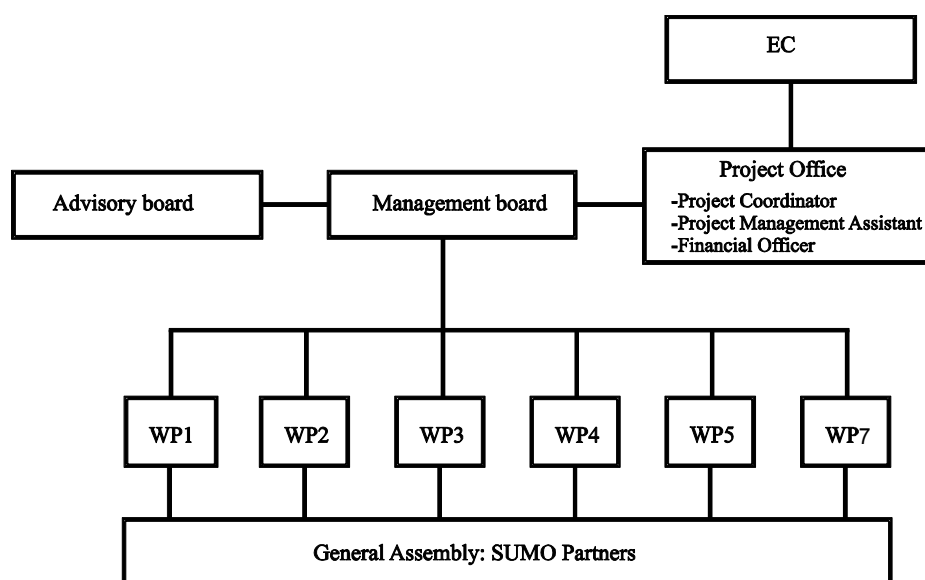 EC
Project Office
-Project Coordinator
-Project Management Assistant
-Financial Officer
Advisory board
Management board
WP1
WP2
WP3
WP4
WP5
WP7
General Assembly: SUMO Partners